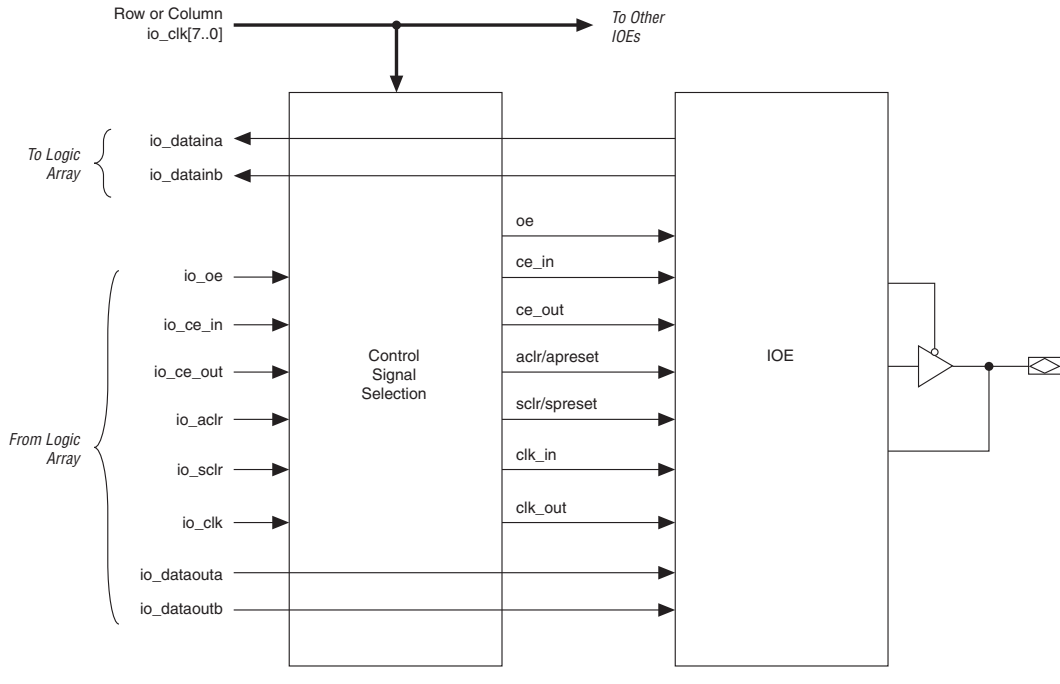 Row or Column
io_clk[7..0]
To Other
IOEs
To Logic
Array
io_dataina
io_datainb
oe
ce_in
ce_out
aclr/apreset
sclr/spreset
clk_in
clk_out
From Logic
Array
io_oe
io_ce_in
io_ce_out
io_aclr
io_sclr
io_clk
io_dataouta
io_dataoutb
Control
Signal
Selection
IOE